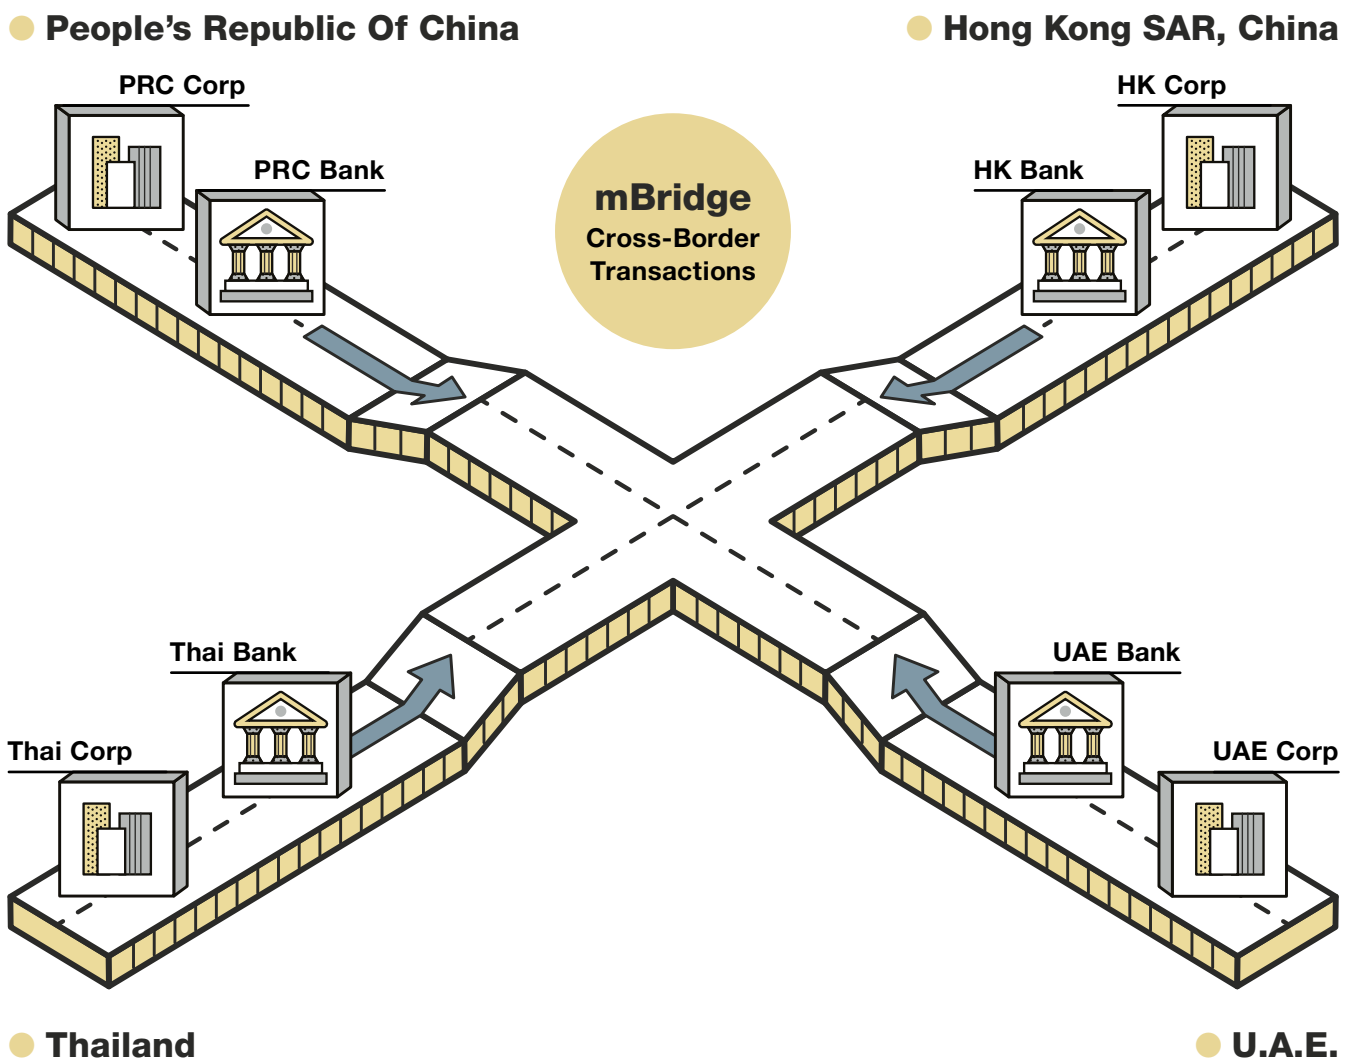 People’s Republic Of China
Hong Kong SAR, China
PRC Corp
HK Corp
PRC Bank
HK Bank
mBridge
Cross-Border
Transactions
Thai Bank
UAE Bank
Thai Corp
UAE Corp
Thailand
U.A.E.